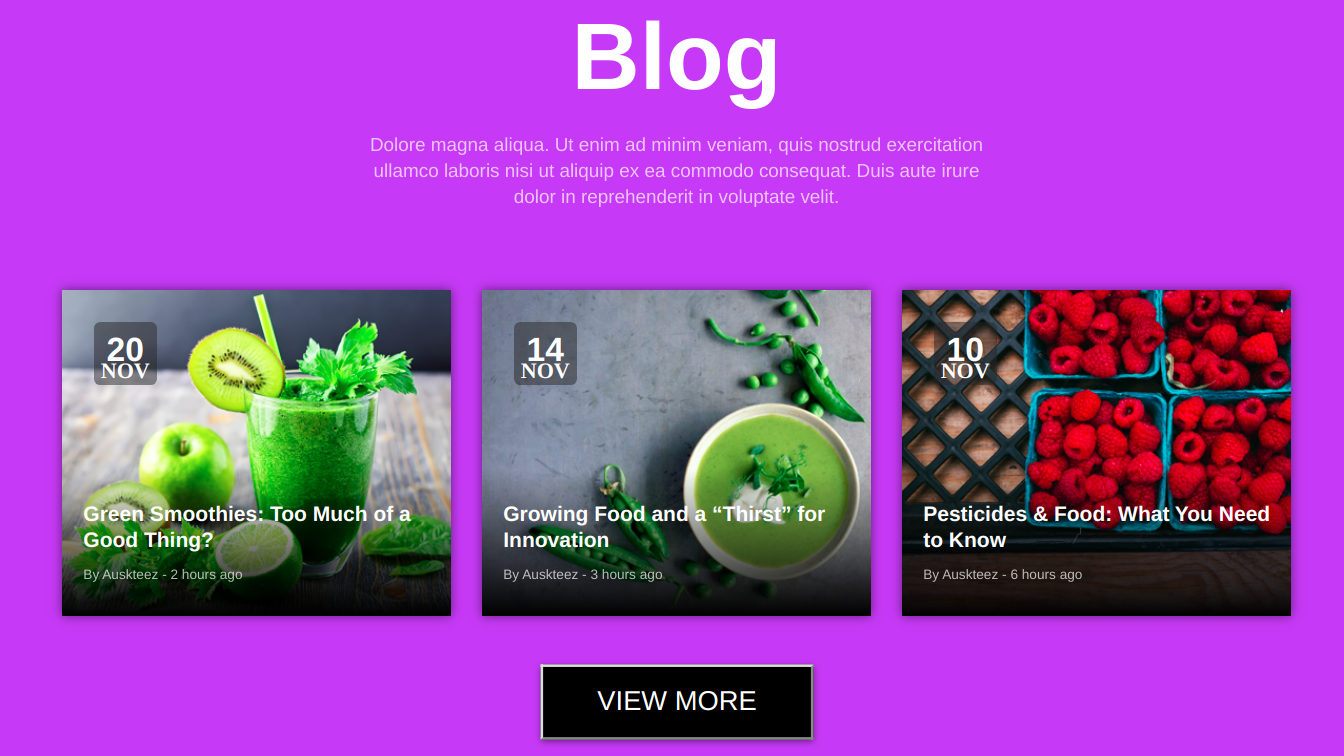 Blog
Dolore magna aliqua. Ut enim ad minim veniam, quis nostrud exercitation
ullamco laboris nisi ut aliquip ex ea commodo consequat. Duis aute irure
dolor in reprehenderit in voluptate velit.
20
NOV
Green Smoothies: Too Much of a
Good Thing?
By Auskteez - 2 hours ago
14
NOV
Growing Food and a “Thirst” for
Innovation
By Auskteez - 3 hours ago
10
NOV
Pesticides & Food: What You Need
to Know
By Auskteez - 6 hours ago
VIEW MORE